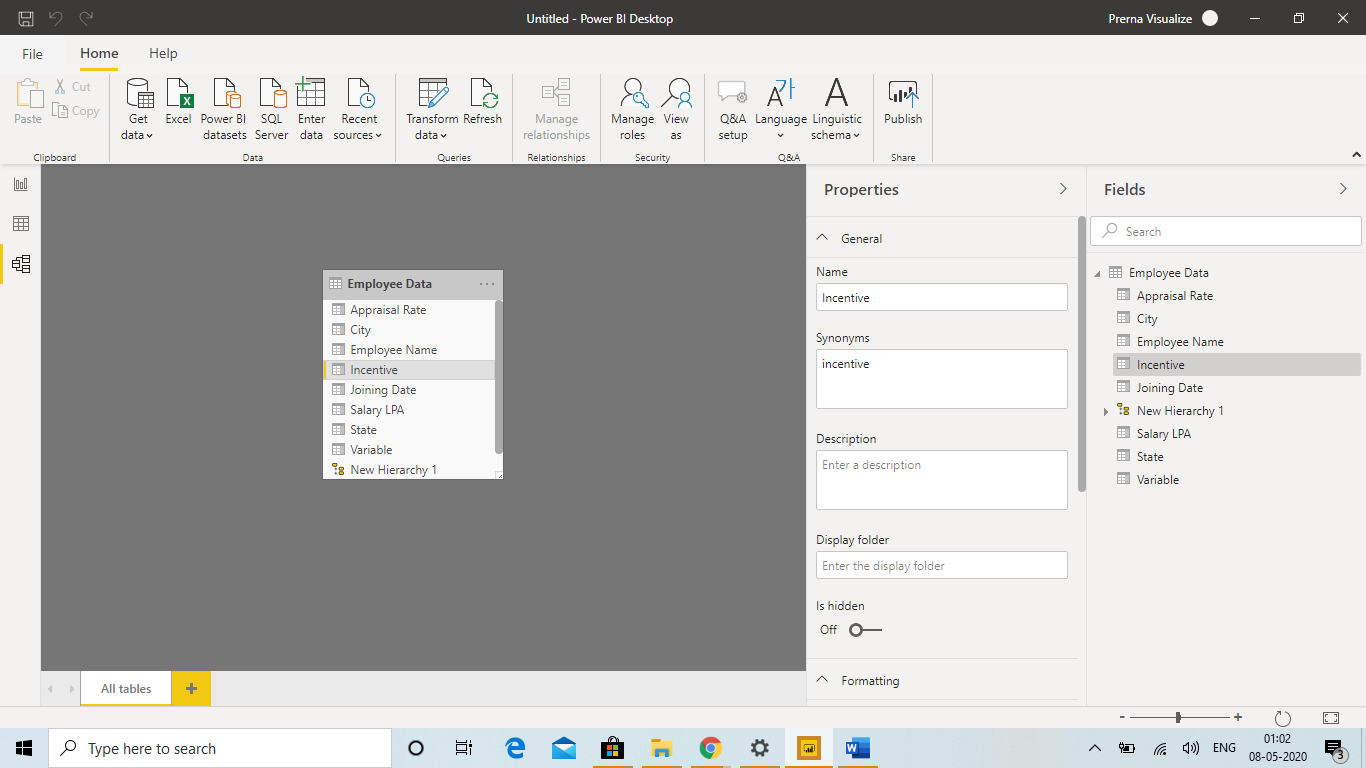 Untitled - Power BI Desktop
Prerna Visualize
File
Home
Help
Paste
Cut
Copy
Clipboard
Get data
Excel
Power BI datasets
SQL Server
Enter data
Recent sources
Data
Transform data
Refresh
Queries
Manage relationships
Relationships
Manage roles
View as
Security
Q&A setup
Language
Linguistic schema
Q&A
Publish
Share
Employee Data
Appraisal Rate
City
Employee Name
Incentive
Joining Date
Salary LPA
State
Variable
New Hierarchy 1
All tables
Properties
General
Name
Incentive
Synonyms
incentive
Description
Enter a description
Display folder
Enter the display folder
Is hidden
Off
Formatting
Fields
Search
Employee Data
Appraisal Rate
City
Employee Name
Incentive
Joining Date
New Hierarchy 1
Salary LPA
State
Variable
Type here to search
ENG
01:02
08-05-2020
3